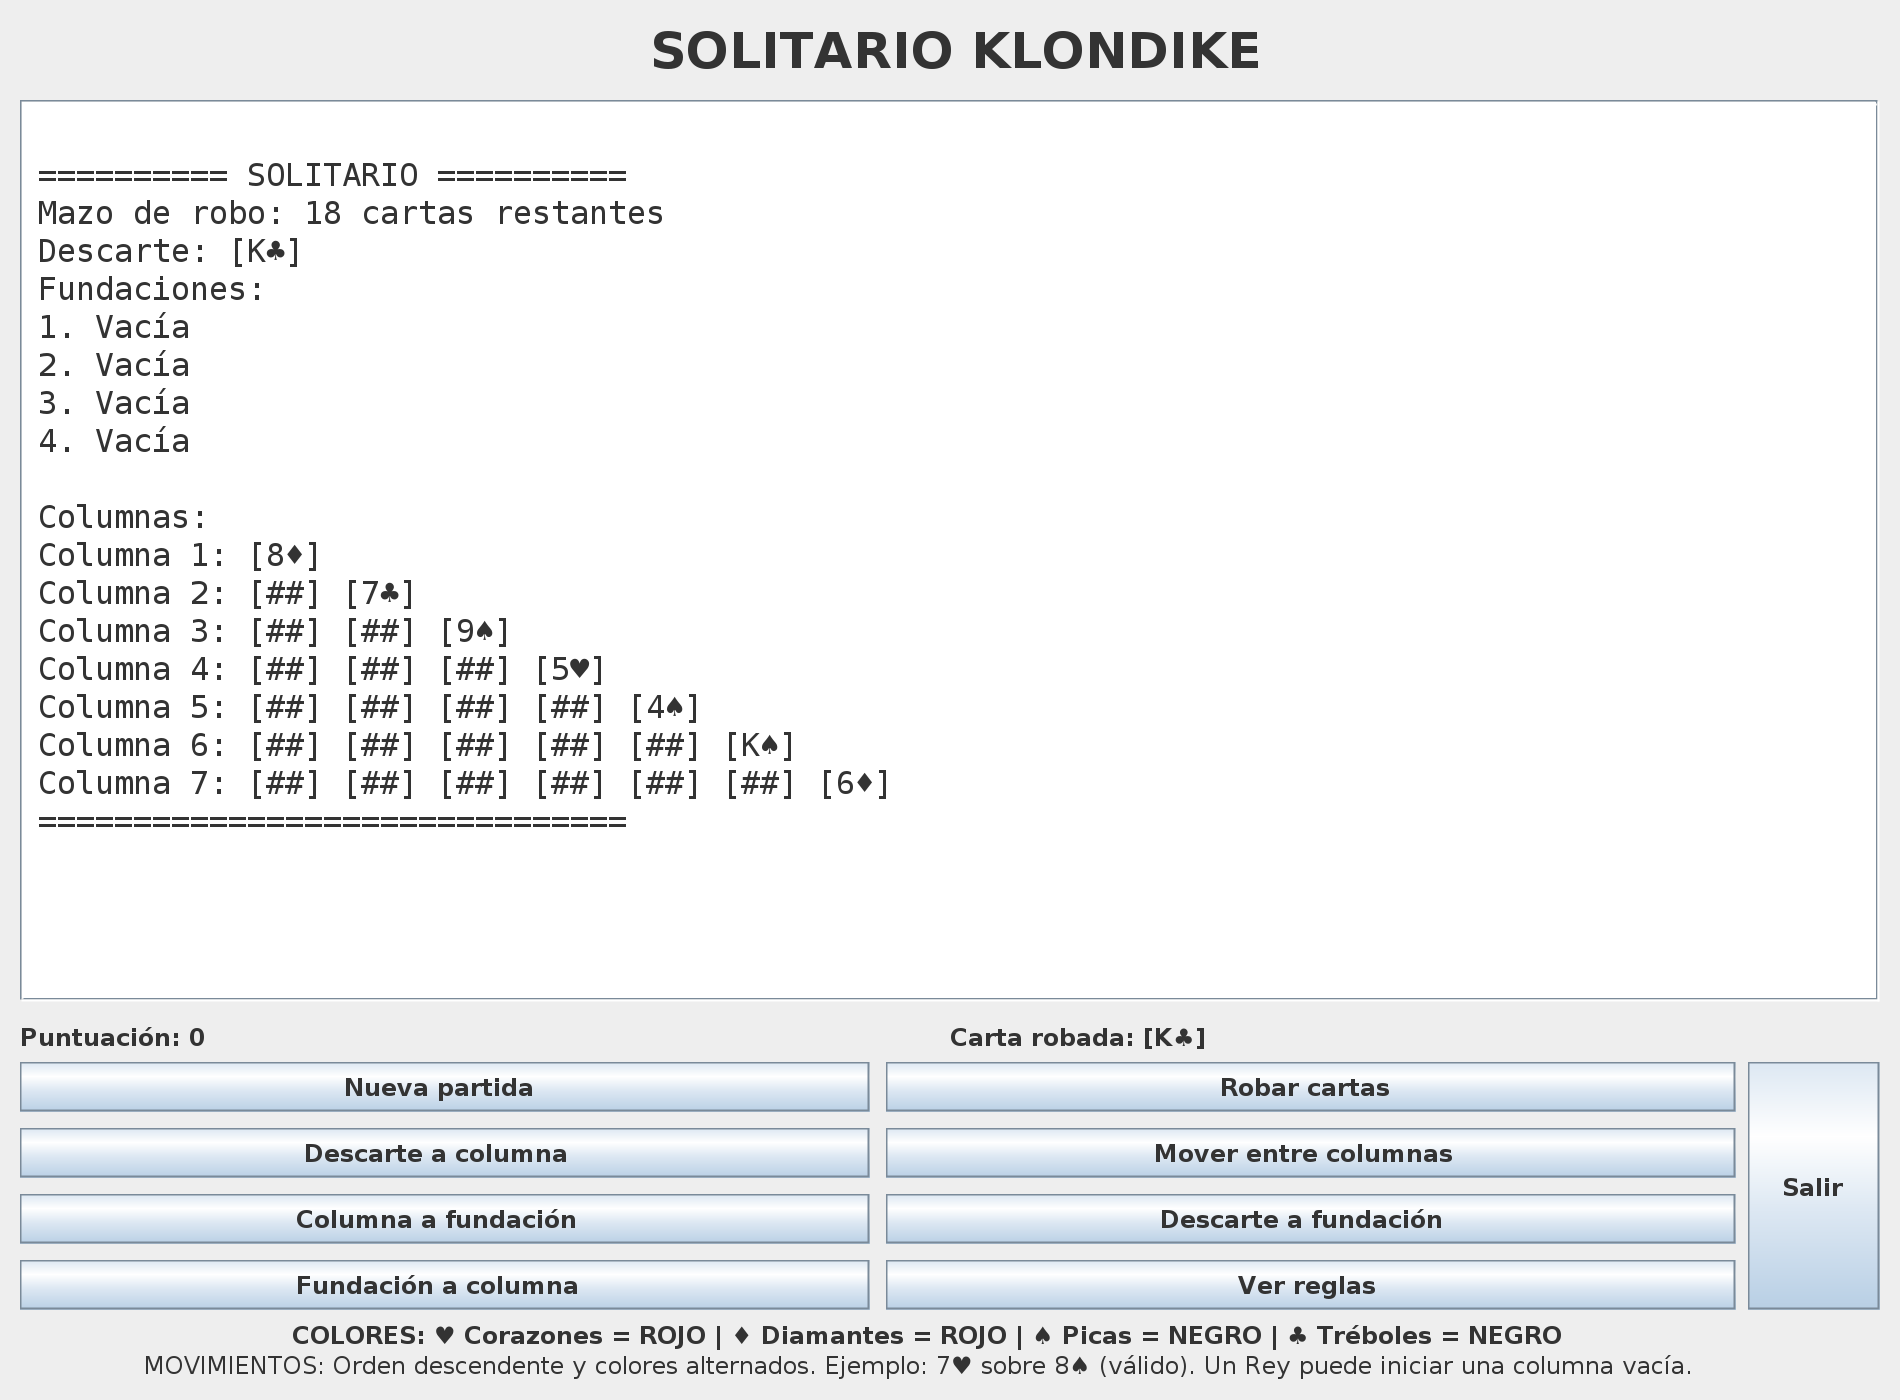 SOLITARIO KLONDIKE
========== SOLITARIO ==========
Mazo de robo: 18 cartas restantes
Descarte: [K♣]
Fundaciones:
1. Vacía
2. Vacía
3. Vacía
4. Vacía
Columnas:
Columna 1: [8♦]
Columna 2: [##] [7♣]
Columna 3: [##] [##] [9♠]
Columna 4: [##] [##] [##] [5♥]
Columna 5: [##] [##] [##] [##] [4♠]
Columna 6: [##] [##] [##] [##] [##] [K♠]
Columna 7: [##] [##] [##] [##] [##] [##] [6♦]
===============================
Puntuación: 0
Carta robada: [K♣]
Nueva partida
Robar cartas
Descarte a columna
Mover entre columnas
Columna a fundación
Descarte a fundación
Fundación a columna
Ver reglas
Salir
COLORES: ♥ Corazones = ROJO | ♦ Diamantes = ROJO | ♠ Picas = NEGRO | ♣ Tréboles = NEGRO
MOVIMIENTOS: Orden descendente y colores alternados. Ejemplo: 7♥ sobre 8♠ (válido). Un Rey puede iniciar una columna vacía.